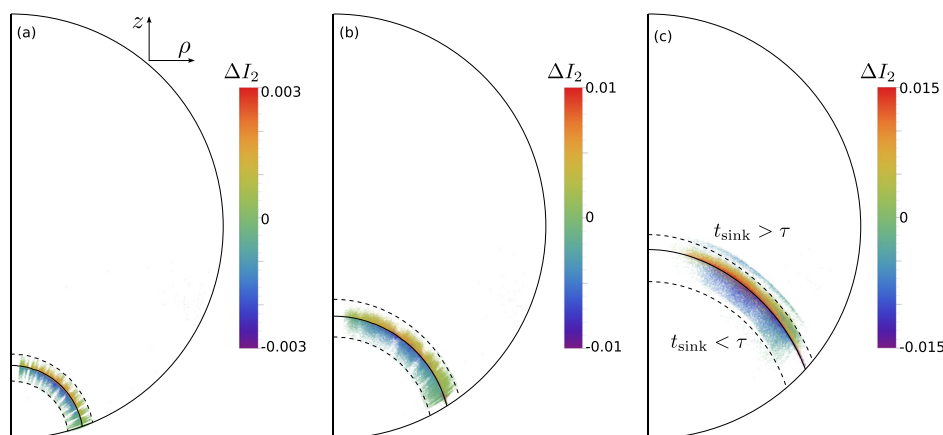 (a)
z
ρ
ΔI₂
0.003
0
-0.003
(b)
ΔI₂
0.01
0
-0.01
(c)
ΔI₂
0.015
0
-0.015
t_sink > τ
t_sink < τ